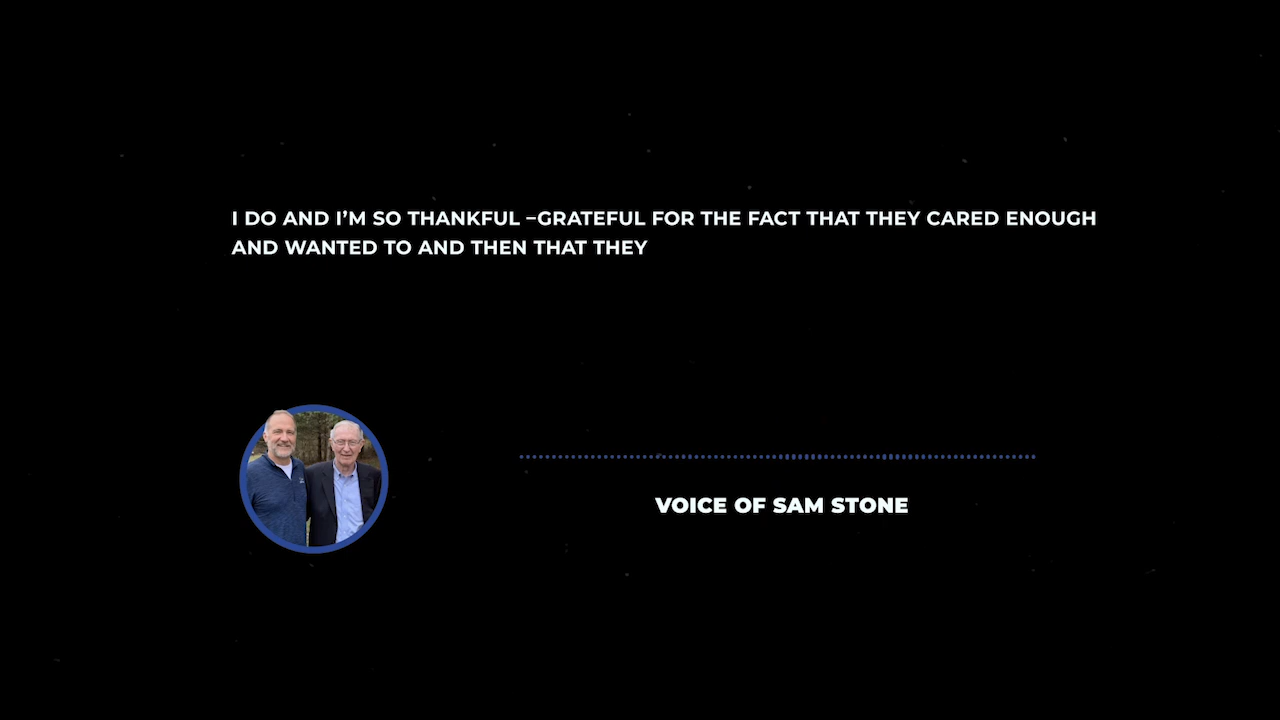 I DO AND I’M SO THANKFUL –GRATEFUL FOR THE FACT THAT THEY CARED ENOUGH
AND WANTED TO AND THEN THAT THEY
VOICE OF SAM STONE